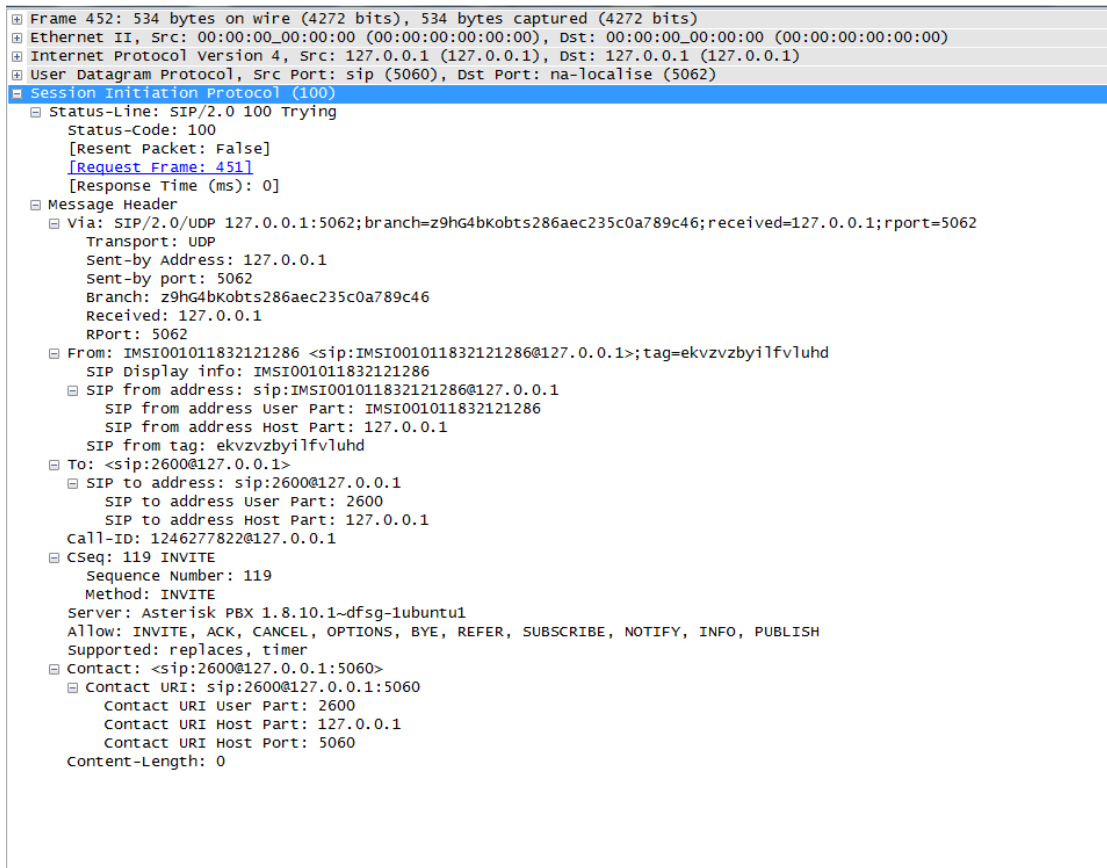 Frame 452: 534 bytes on wire (4272 bits), 534 bytes captured (4272 bits)
Ethernet II, Src: 00:00:00_00:00:00 (00:00:00:00:00:00), Dst: 00:00:00_00:00:00 (00:00:00:00:00:00)
Internet Protocol Version 4, Src: 127.0.0.1 (127.0.0.1), Dst: 127.0.0.1 (127.0.0.1)
User Datagram Protocol, Src Port: sip (5060), Dst Port: na-localise (5062)
Session Initiation Protocol (100)
Status-Line: SIP/2.0 100 Trying
Status-Code: 100
[Resent Packet: False]
[Request Frame: 451]
[Response Time (ms): 0]
Message Header
Via: SIP/2.0/UDP 127.0.0.1:5062;branch=z9hG4bKobts286aec235c0a789c46;received=127.0.0.1;rport=5062
Transport: UDP
Sent-by Address: 127.0.0.1
Sent-by port: 5062
Branch: z9hG4bKobts286aec235c0a789c46
Received: 127.0.0.1
RPort: 5062
From: IMSI001011832121286 <sip:IMSI001011832121286@127.0.0.1>;tag=ekvzvzbyilfvluhd
SIP Display info: IMSI001011832121286
SIP from address: sip:IMSI001011832121286@127.0.0.1
SIP from address User Part: IMSI001011832121286
SIP from address Host Part: 127.0.0.1
SIP from tag: ekvzvzbyilfvluhd
To: <sip:2600@127.0.0.1>
SIP to address: sip:2600@127.0.0.1
SIP to address User Part: 2600
SIP to address Host Part: 127.0.0.1
Call-ID: 1246277822@127.0.0.1
CSeq: 119 INVITE
Sequence Number: 119
Method: INVITE
Server: Asterisk PBX 1.8.10.1~dfsg-1ubuntu1
Allow: INVITE, ACK, CANCEL, OPTIONS, BYE, REFER, SUBSCRIBE, NOTIFY, INFO, PUBLISH
Supported: replaces, timer
Contact: <sip:2600@127.0.0.1:5060>
Contact URI: sip:2600@127.0.0.1:5060
Contact URI User Part: 2600
Contact URI Host Part: 127.0.0.1
Contact URI Host Port: 5060
Content-Length: 0